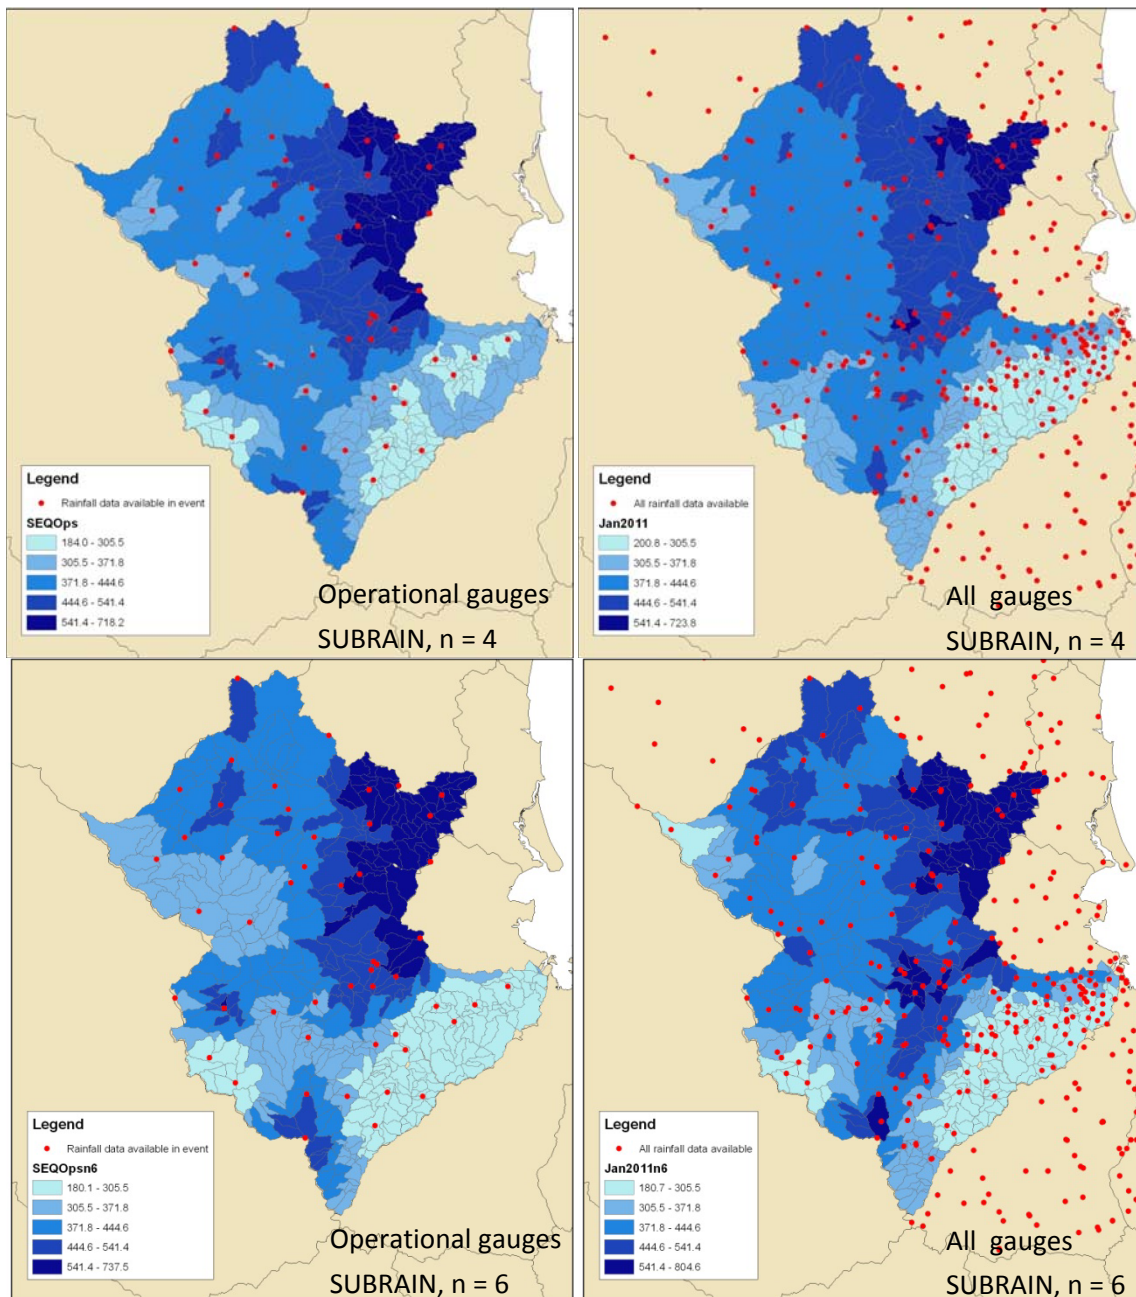 Legend
Rainfall data available in event
SEQOps
184.0 - 305.5
305.5 - 371.8
371.8 - 444.6
444.6 - 541.4
541.4 - 718.2
Operational gauges
SUBRAIN, n = 4
Legend
All rainfall data available
Jan2011
200.8 - 305.5
305.5 - 371.8
371.8 - 444.6
444.6 - 541.4
541.4 - 723.8
All gauges
SUBRAIN, n = 4
Legend
Rainfall data available in event
SEQOpsn6
180.1 - 305.5
305.5 - 371.8
371.8 - 444.6
444.6 - 541.4
541.4 - 737.5
Operational gauges
SUBRAIN, n = 6
Legend
All rainfall data available
Jan2011n6
180.7 - 305.5
305.5 - 371.8
371.8 - 444.6
444.6 - 541.4
541.4 - 804.6
All gauges
SUBRAIN, n = 6